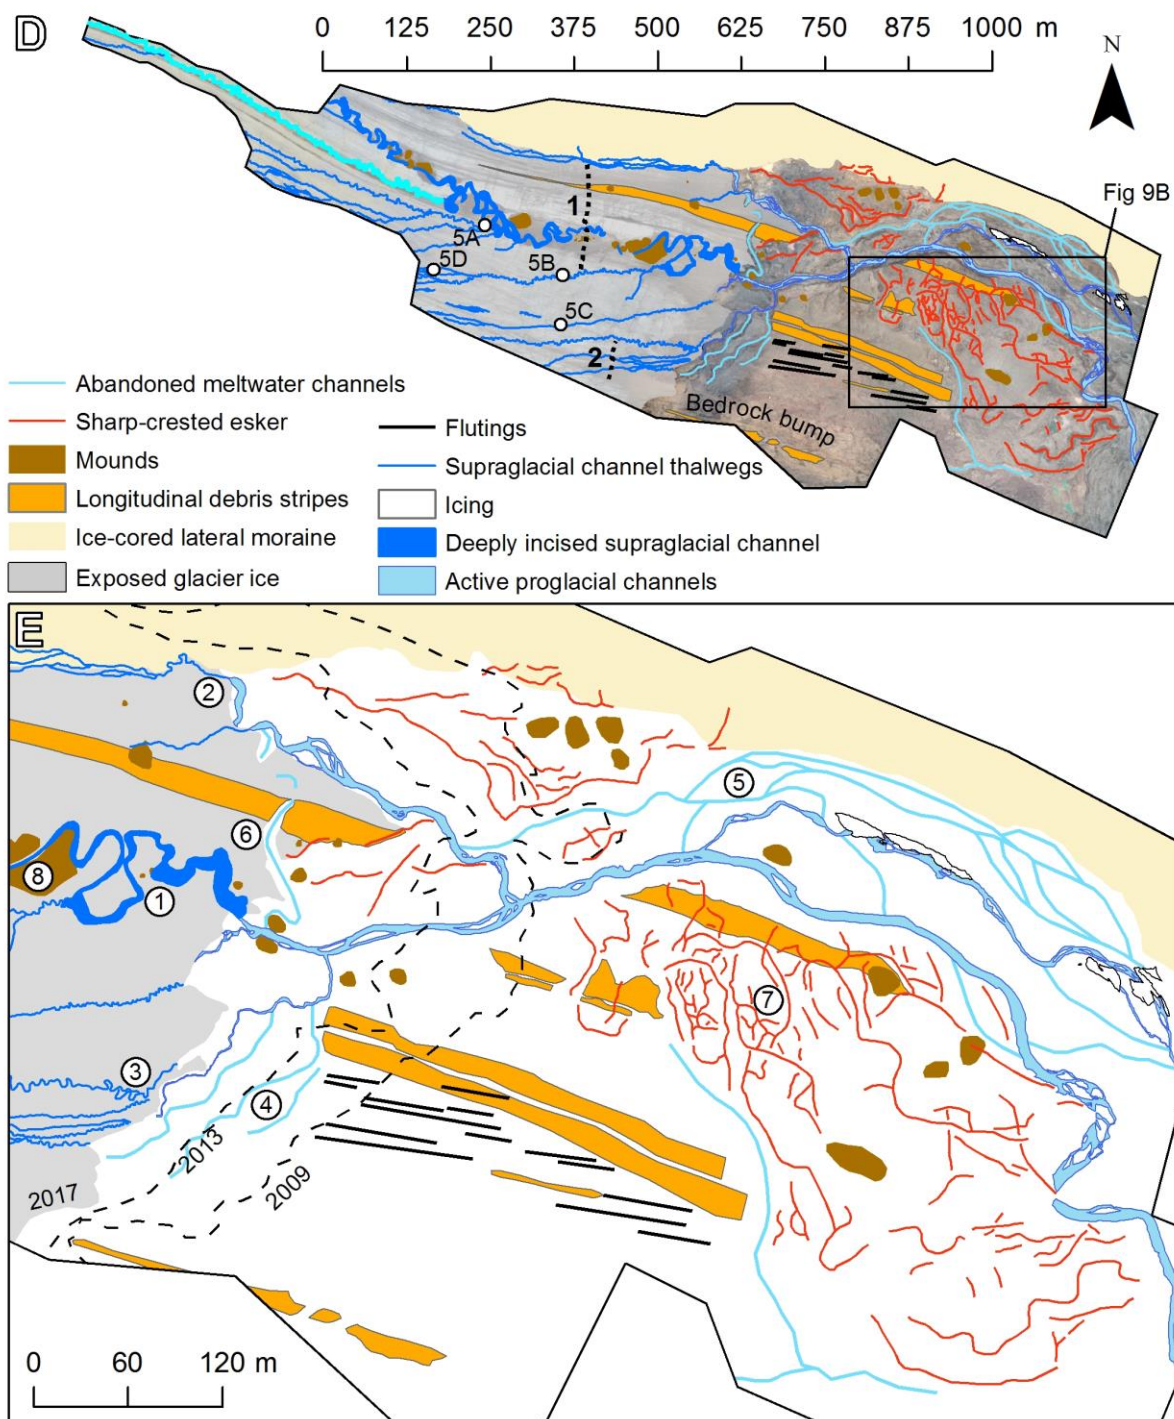 D
0 125 250 375 500 625 750 875 1000 m
N
Fig 9B
1
5A
5D
5B
5C
2
Bedrock bump
Abandoned meltwater channels
Sharp-crested esker
Mounds
Longitudinal debris stripes
Ice-cored lateral moraine
Exposed glacier ice
Flutings
Supraglacial channel thalwegs
Icing
Deeply incised supraglacial channel
Active proglacial channels
E
2
5
6
8
1
7
3
4
2013
2009
2017
0 60 120 m